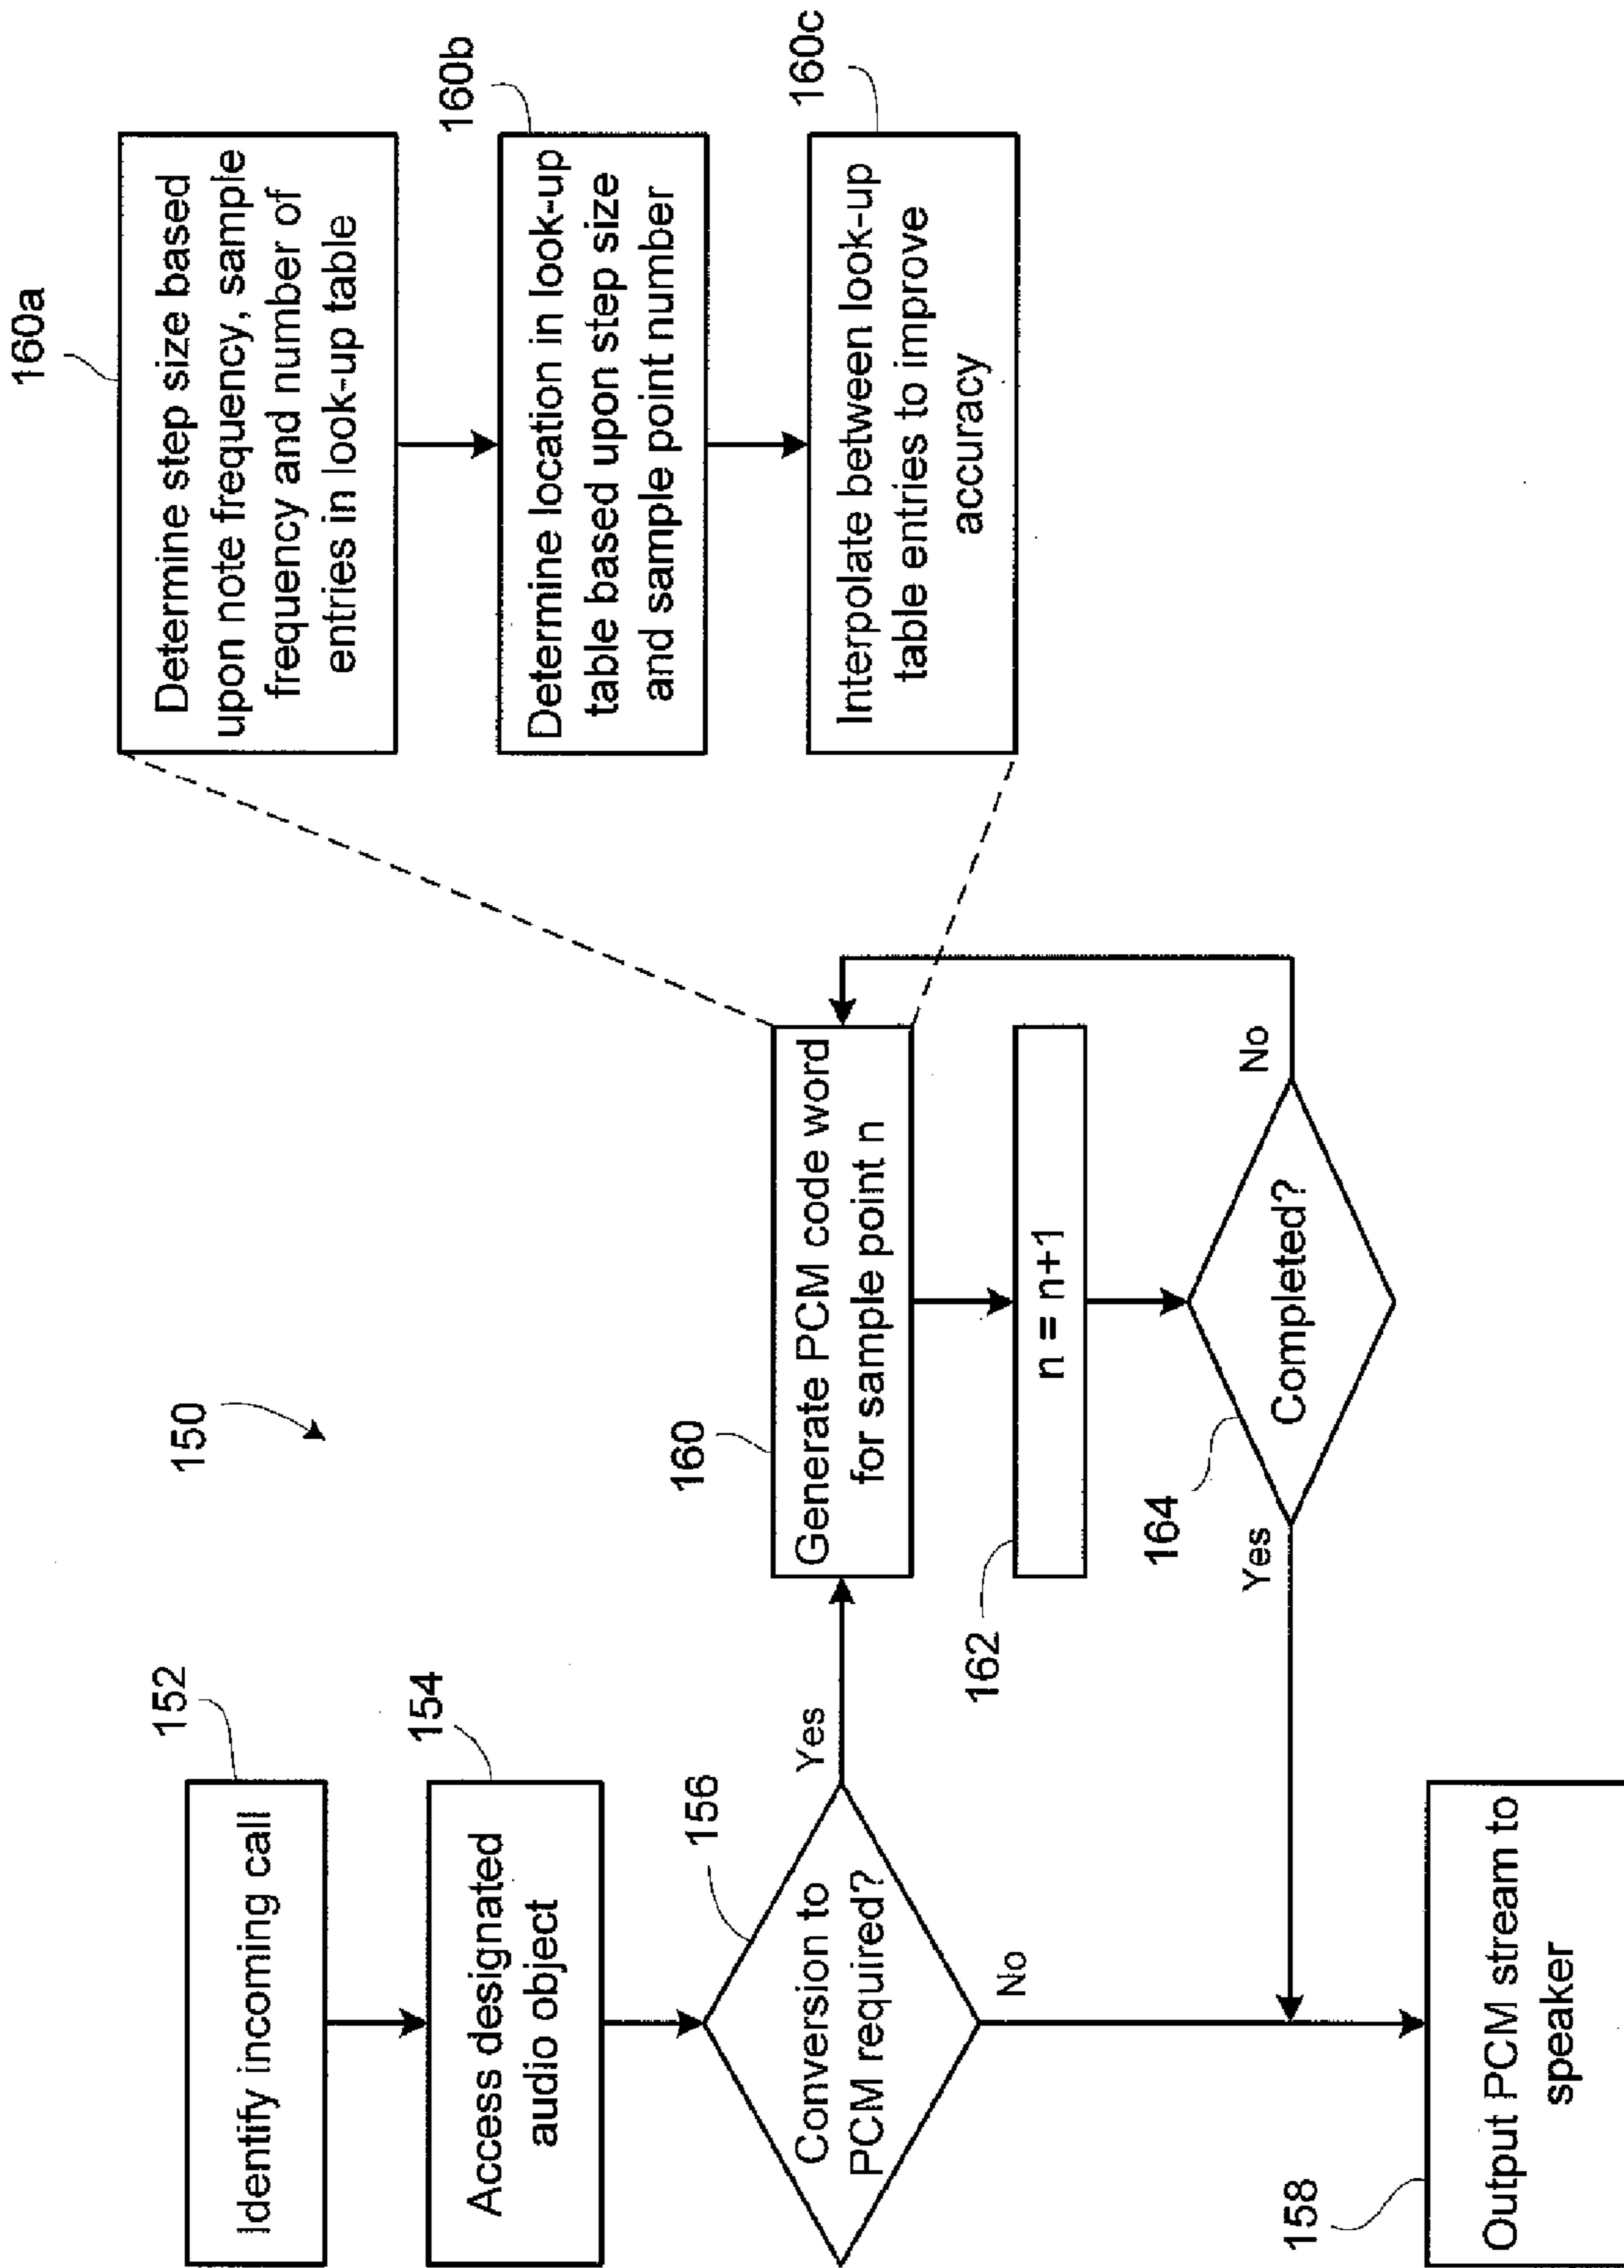 150
152
Identify incoming call
154
Access designated
audio object
156
Conversion to
PCM required?
Yes
No
160
Generate PCM code word
for sample point n
162
n = n+1
164
Completed?
Yes
No
158
Output PCM stream to
speaker
160a
Determine step size based
upon note frequency, sample
frequency and number of
entries in look-up table
160b
Determine location in look-up
table based upon step size
and sample point number
160c
Interpolate between look-up
table entries to improve
accuracy